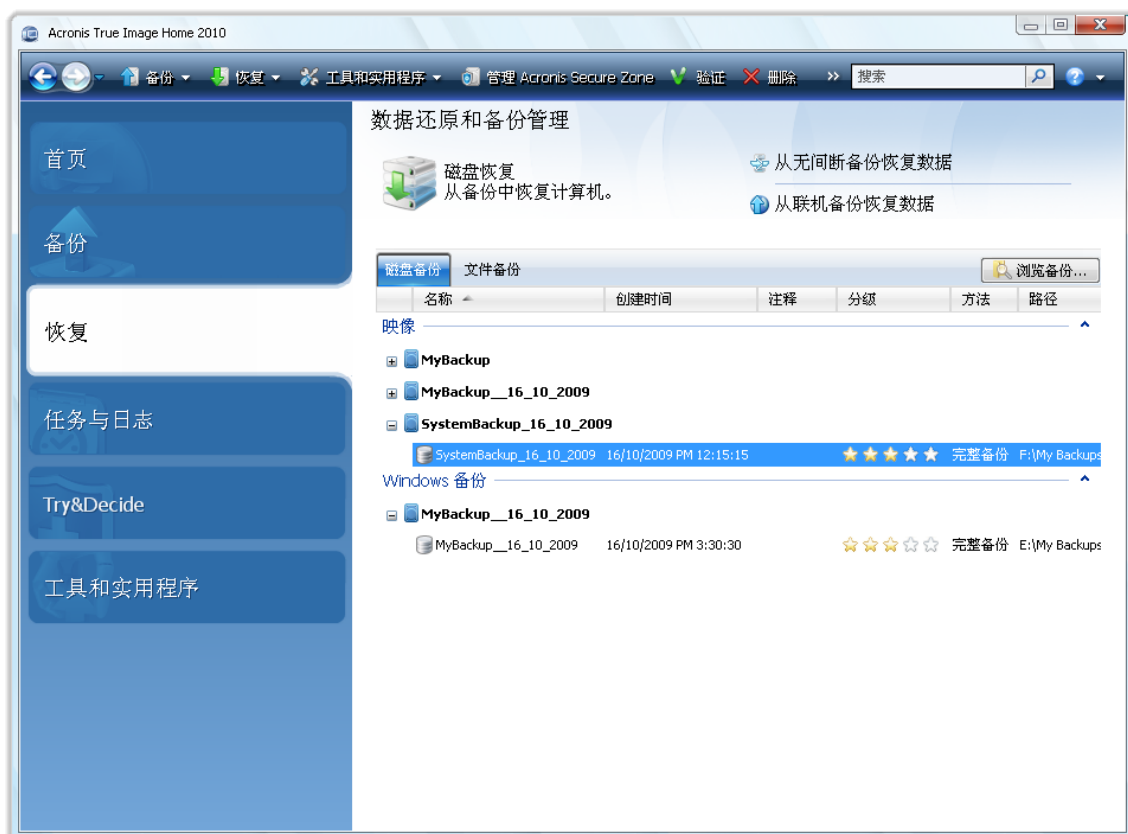 Acronis True Image Home 2010
备份 恢复 工具和实用程序 管理 Acronis Secure Zone 验证 删除 >> 搜索
首页
备份
恢复
任务与日志
Try&Decide
工具和实用程序
数据还原和备份管理
磁盘恢复
从备份中恢复计算机。
从无间断备份恢复数据
从联机备份恢复数据
磁盘备份 文件备份 浏览备份...
名称 创建时间 注释 分级 方法 路径
映像
MyBackup
MyBackup__16_10_2009
SystemBackup_16_10_2009
SystemBackup_16_10_2009 16/10/2009 PM 12:15:15 完整备份 F:\My Backups
Windows 备份
MyBackup__16_10_2009
MyBackup__16_10_2009 16/10/2009 PM 3:30:30 完整备份 E:\My Backups